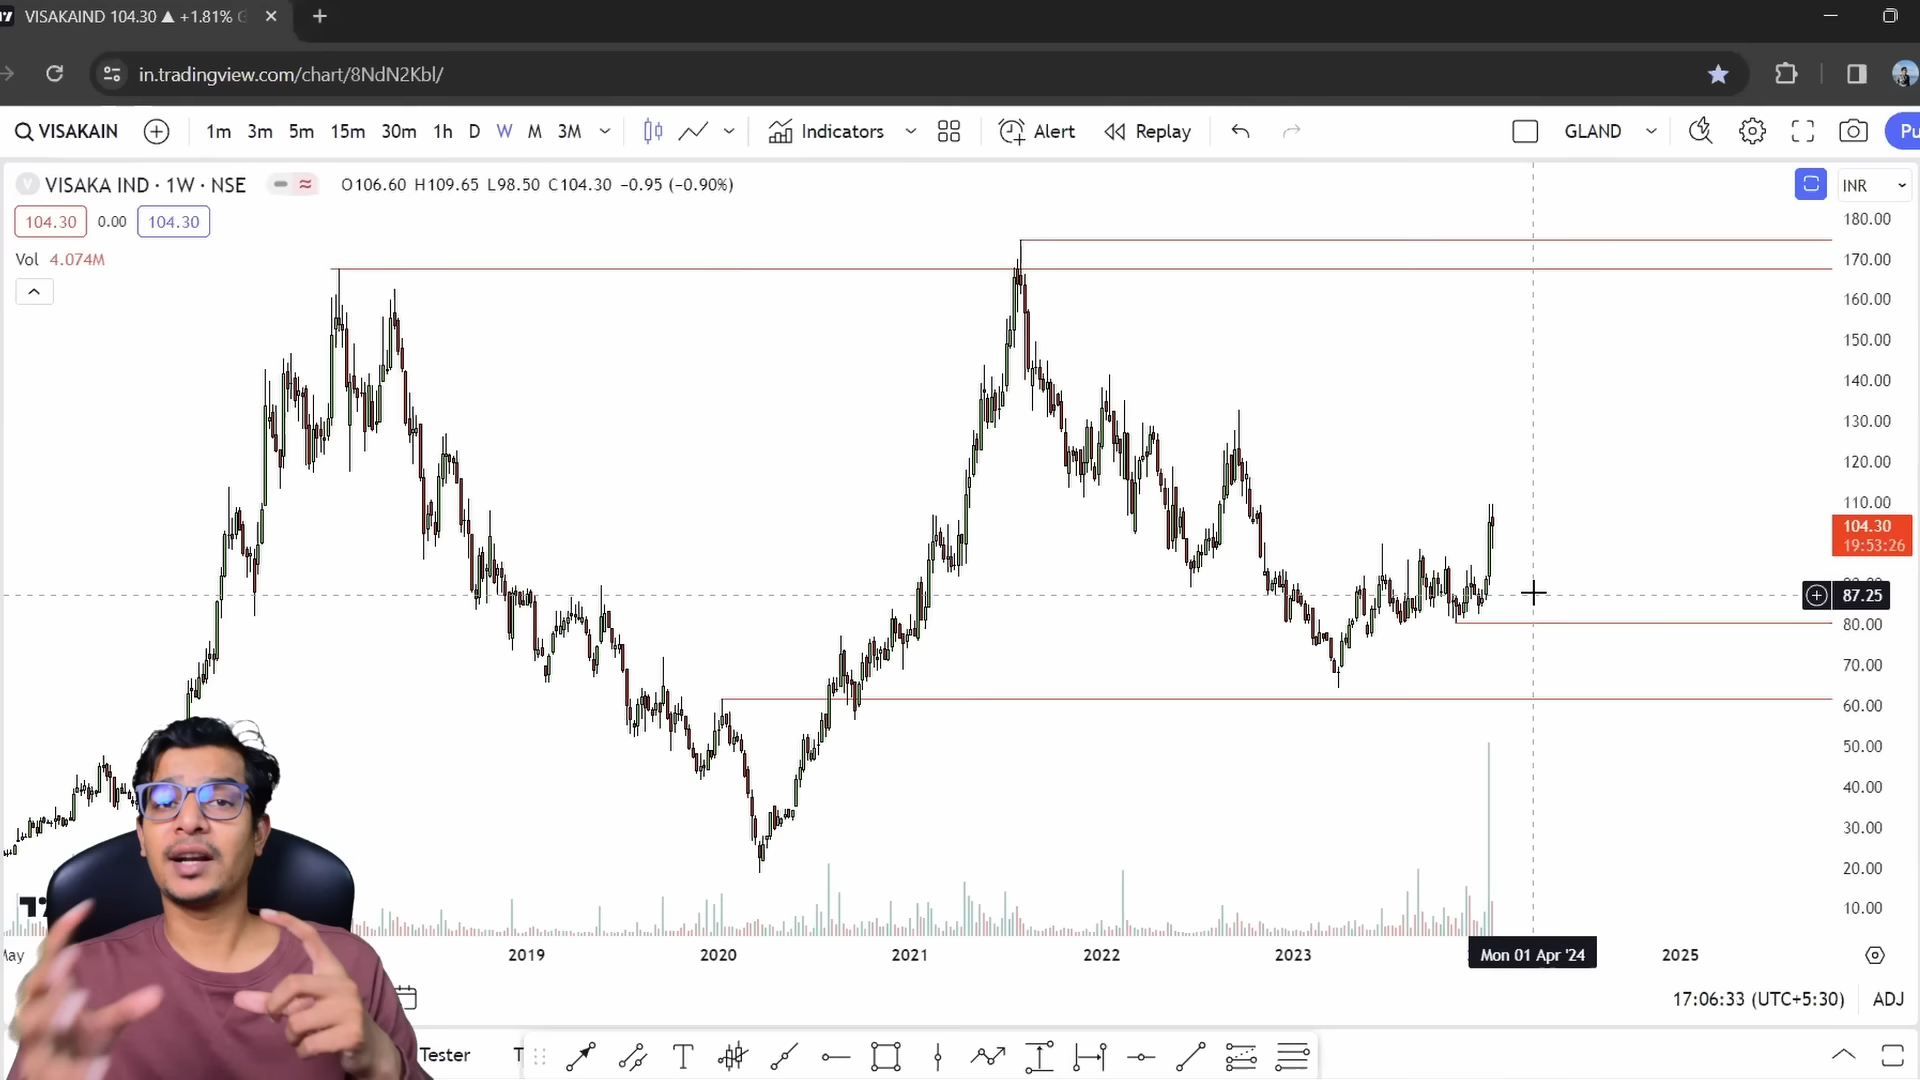 VISAKAIND 104.30 ▲ +1.81%
in.tradingview.com/chart/8NdN2Kbl/
VISAKAIN 1m 3m 5m 15m 30m 1h D W M 3M Indicators Alert Replay GLAND Pu
V VISAKA IND · 1W · NSE O106.60 H109.65 L98.50 C104.30 −0.95 (−0.90%) INR
104.30 0.00 104.30
Vol 4.074M
180.00
170.00
160.00
150.00
140.00
130.00
120.00
110.00
104.30
19:53:26
87.25
80.00
70.00
60.00
50.00
40.00
30.00
20.00
10.00
May 2019 2020 2021 2022 2023 Mon 01 Apr '24 2025
17:06:33 (UTC+5:30) ADJ
Tester T